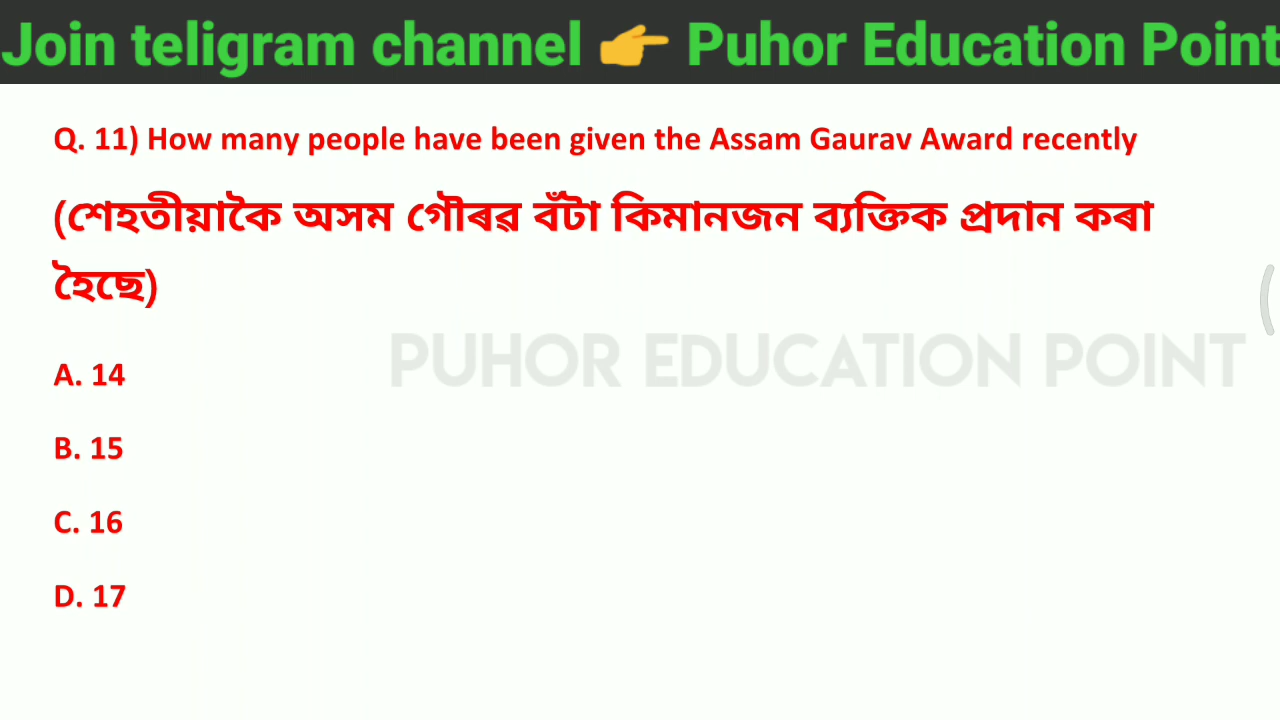 Join teligram channel 👉 Puhor Education Point
Q. 11) How many people have been given the Assam Gaurav Award recently
(শেহতীয়াকৈ অসম গৌৰৱ বঁটা কিমানজন ব্যক্তিক প্ৰদান কৰা
হৈছে)
PUHOR EDUCATION POINT
A. 14
B. 15
C. 16
D. 17